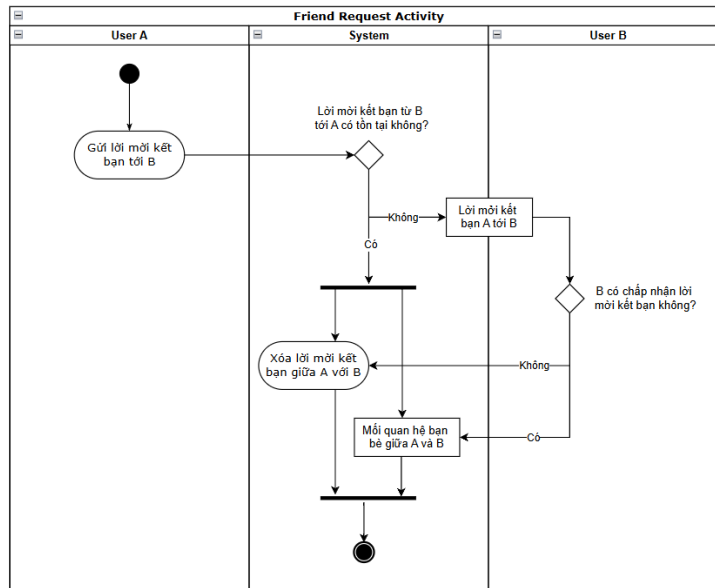 Friend Request Activity
User A
System
User B
Lời mời kết bạn từ B
tới A có tồn tại không?
Gửi lời mời kết
bạn tới B
Không
Lời mời kết
bạn A tới B
Có
B có chấp nhận lời
mời kết bạn không?
Xóa lời mời kết
bạn giữa A với B
Không
Mối quan hệ bạn
bè giữa A và B
Có